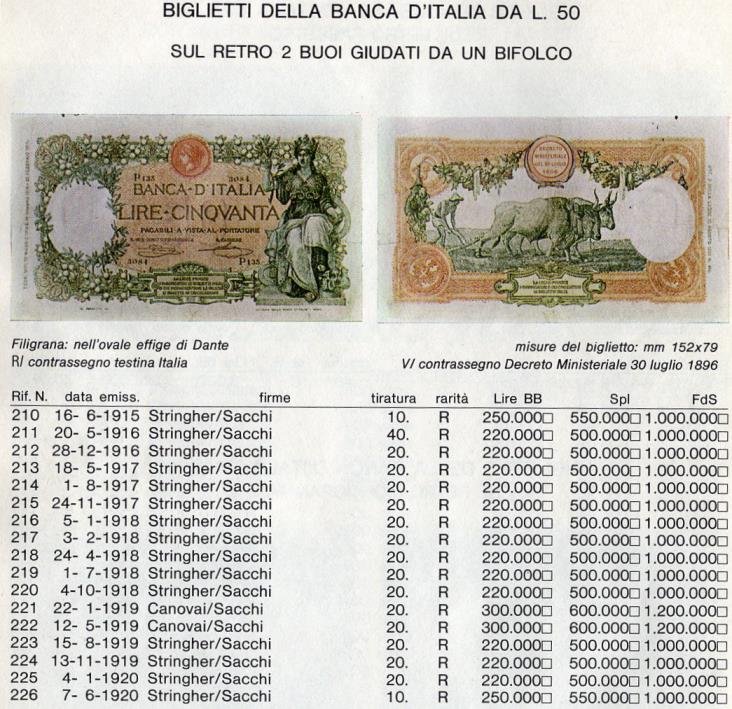 BIGLIETTI DELLA BANCA D'ITALIA DA L. 50
SUL RETRO 2 BUOI GIUDATI DA UN BIFOLCO
P135 3084
BANCA·D'ITALIA
LIRE·CINQVANTA
PAGABILI·A·VISTA·AL·PORTATORE
3084 P135
DECRETO
MINISTERIALE
30 LUGLIO
1896
Filigrana: nell'ovale effige di Dante
R/ contrassegno testina Italia
misure del biglietto: mm 152x79
V/ contrassegno Decreto Ministeriale 30 luglio 1896
Rif. N. data emiss. firme tiratura rarità Lire BB Spl FdS
210 16- 6-1915 Stringher/Sacchi 10. R 250.000□ 550.000□ 1.000.000□
211 20- 5-1916 Stringher/Sacchi 40. R 220.000□ 500.000□ 1.000.000□
212 28-12-1916 Stringher/Sacchi 20. R 220.000□ 500.000□ 1.000.000□
213 18- 5-1917 Stringher/Sacchi 20. R 220.000□ 500.000□ 1.000.000□
214 1- 8-1917 Stringher/Sacchi 20. R 220.000□ 500.000□ 1.000.000□
215 24-11-1917 Stringher/Sacchi 20. R 220.000□ 500.000□ 1.000.000□
216 5- 1-1918 Stringher/Sacchi 20. R 220.000□ 500.000□ 1.000.000□
217 3- 2-1918 Stringher/Sacchi 20. R 220.000□ 500.000□ 1.000.000□
218 24- 4-1918 Stringher/Sacchi 20. R 220.000□ 500.000□ 1.000.000□
219 1- 7-1918 Stringher/Sacchi 20. R 220.000□ 500.000□ 1.000.000□
220 4-10-1918 Stringher/Sacchi 20. R 220.000□ 500.000□ 1.000.000□
221 22- 1-1919 Canovai/Sacchi 20. R 300.000□ 600.000□ 1.200.000□
222 12- 5-1919 Canovai/Sacchi 20. R 300.000□ 600.000□ 1.200.000□
223 15- 8-1919 Stringher/Sacchi 20. R 220.000□ 500.000□ 1.000.000□
224 13-11-1919 Stringher/Sacchi 20. R 220.000□ 500.000□ 1.000.000□
225 4- 1-1920 Stringher/Sacchi 20. R 220.000□ 500.000□ 1.000.000□
226 7- 6-1920 Stringher/Sacchi 10. R 250.000□ 550.000□ 1.000.000□